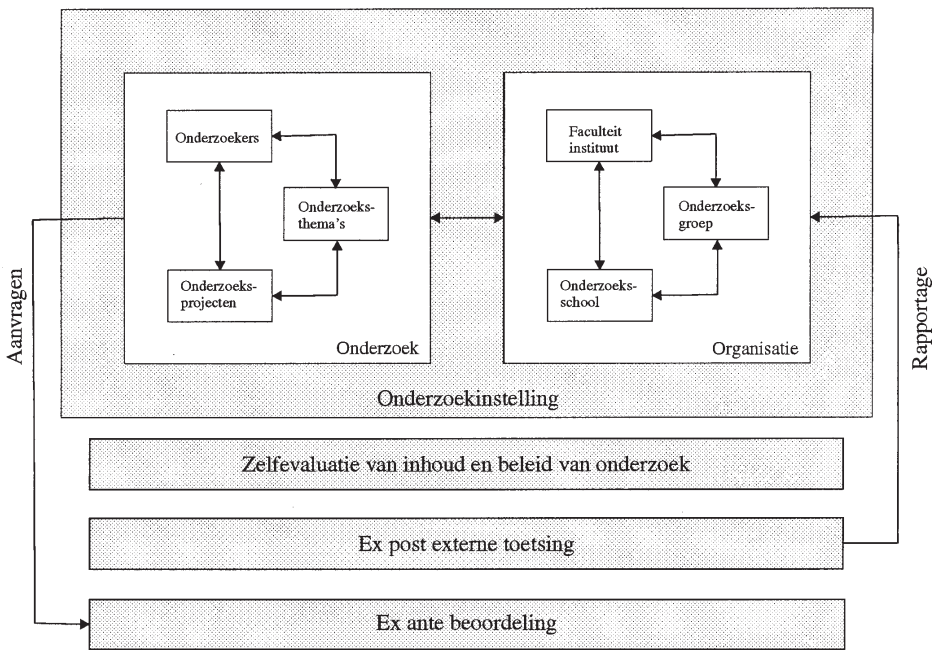 Onderzoekers
Onderzoeks-
thema's
Onderzoeks-
projecten
Onderzoek
Faculteit
instituut
Onderzoeks-
groep
Onderzoeks-
school
Organisatie
Onderzoekinstelling
Aanvragen
Rapportage
Zelfevaluatie van inhoud en beleid van onderzoek
Ex post externe toetsing
Ex ante beoordeling